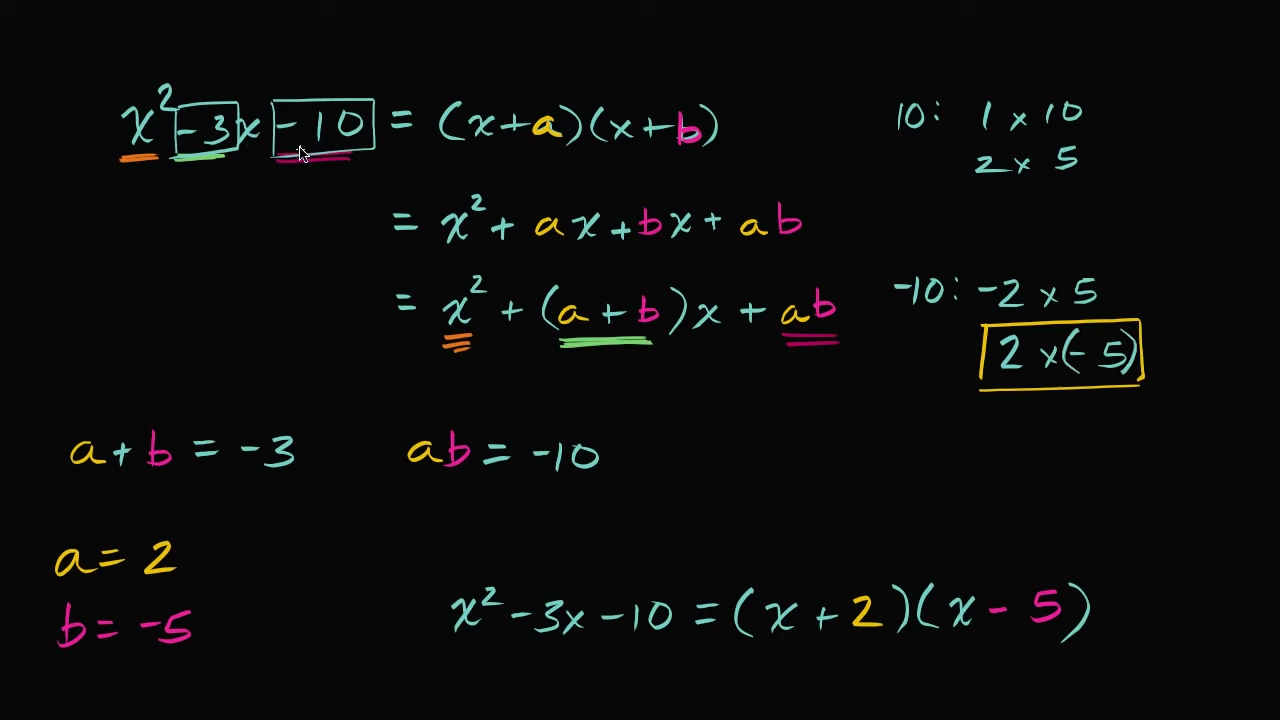 x² -3x -10 = (x+a)(x+b)
= x² + ax + bx + ab
= x² + (a + b)x + ab
10: 1 x 10
2 x 5
-10: -2 x 5
2 x(-5)
a + b = -3
ab = -10
a = 2
b = -5
x² -3x -10 = (x + 2)(x - 5)